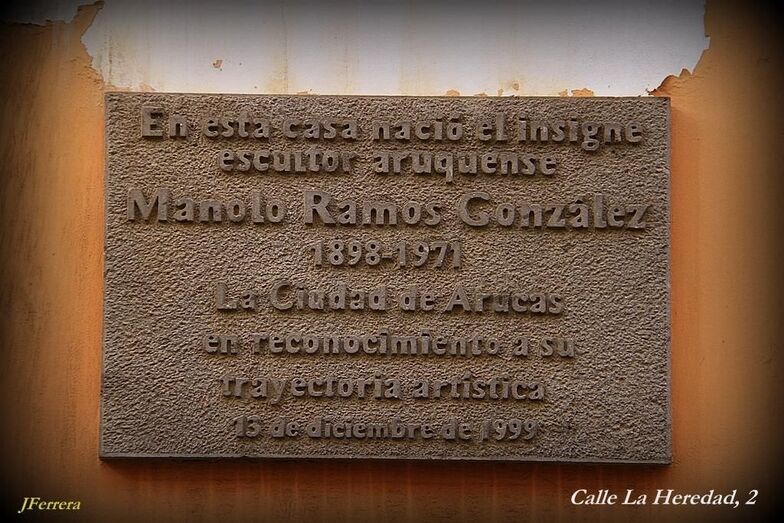 En esta casa nació el insigne
escultor aruquense
Manolo Ramos González
1898-1971
La Ciudad de Arucas
en reconocimiento a su
trayectoria artística
15 de diciembre de 1999
JFerrera
Calle La Heredad, 2